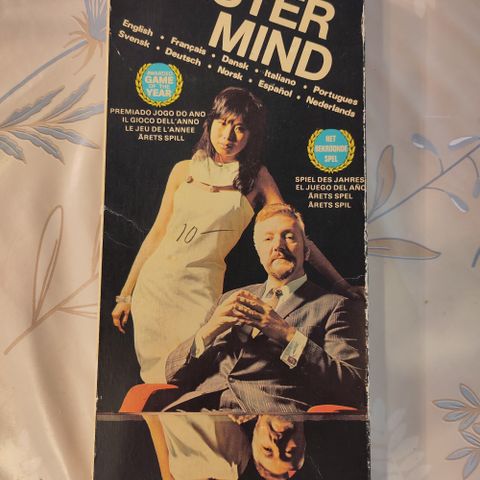 MIND
English • Français • Dansk • Italiano • Portugues
Svensk • Deutsch • Norsk • Español • Nederlands
AWARDED
GAME
OF THE
YEAR
PREMIADO JOGO DO ANO
IL GIOCO DELL'ANNO
LE JEU DE L'ANNEE
ÅRETS SPILL
HET
BEKROONDE
SPEL
SPIEL DES JAHRES
EL JUEGO DEL AÑO
ÅRETS SPEL
ÅRETS SPIL
10-